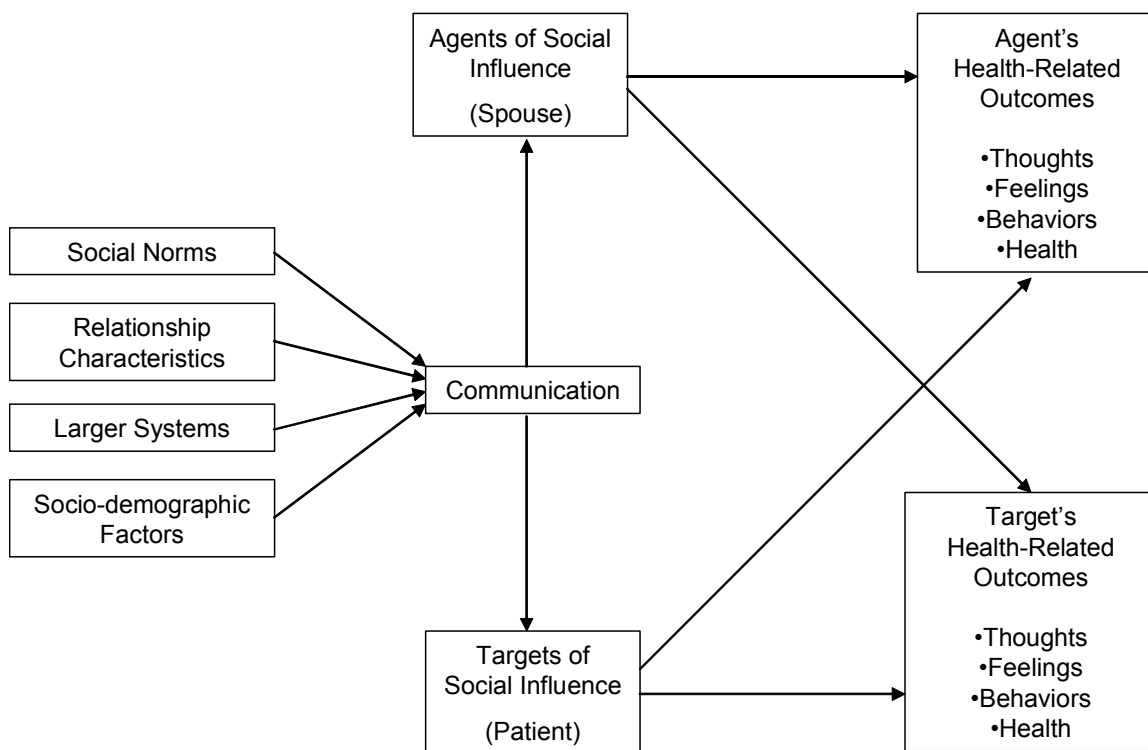 Agents of Social
Influence
(Spouse)
Agent’s
Health-Related
Outcomes
•Thoughts
•Feelings
•Behaviors
•Health
Social Norms
Relationship
Characteristics
Larger Systems
Socio-demographic
Factors
Communication
Targets of
Social Influence
(Patient)
Target’s
Health-Related
Outcomes
•Thoughts
•Feelings
•Behaviors
•Health